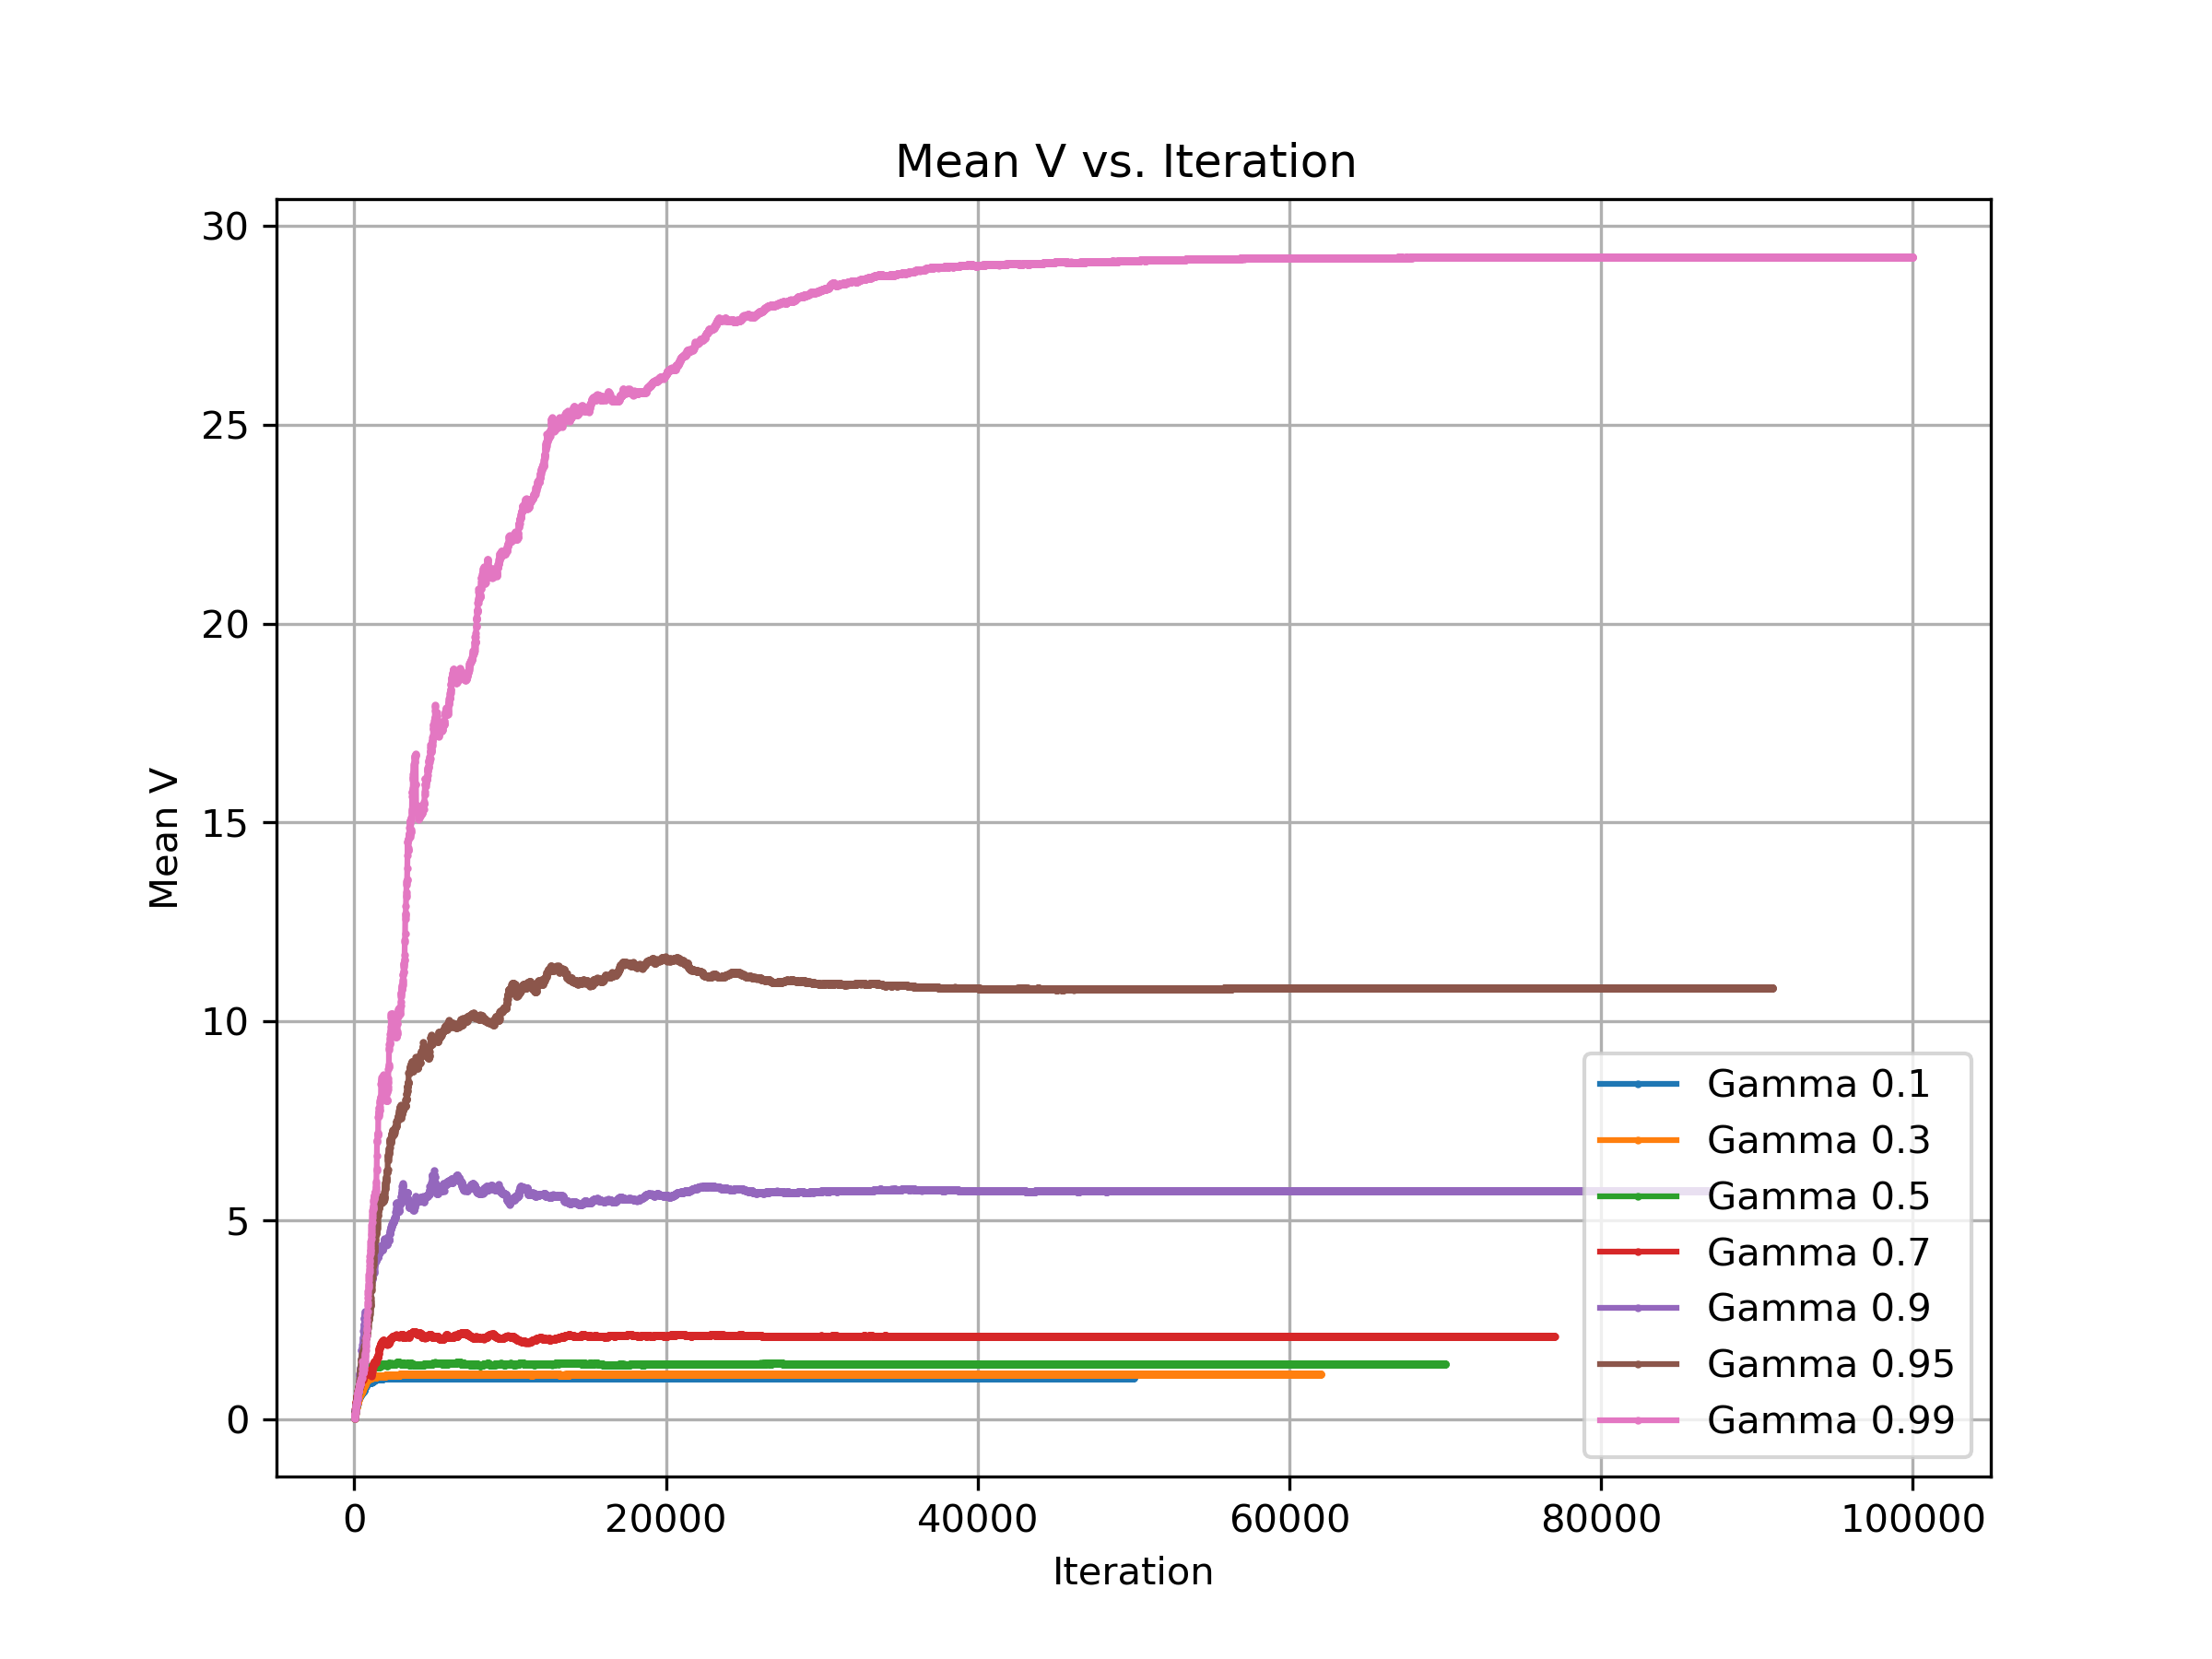 Mean V vs. Iteration
30
25
20
15
10
5
0
Mean V
Gamma 0.1
Gamma 0.3
Gamma 0.5
Gamma 0.7
Gamma 0.9
Gamma 0.95
Gamma 0.99
0 20000 40000 60000 80000 100000
Iteration